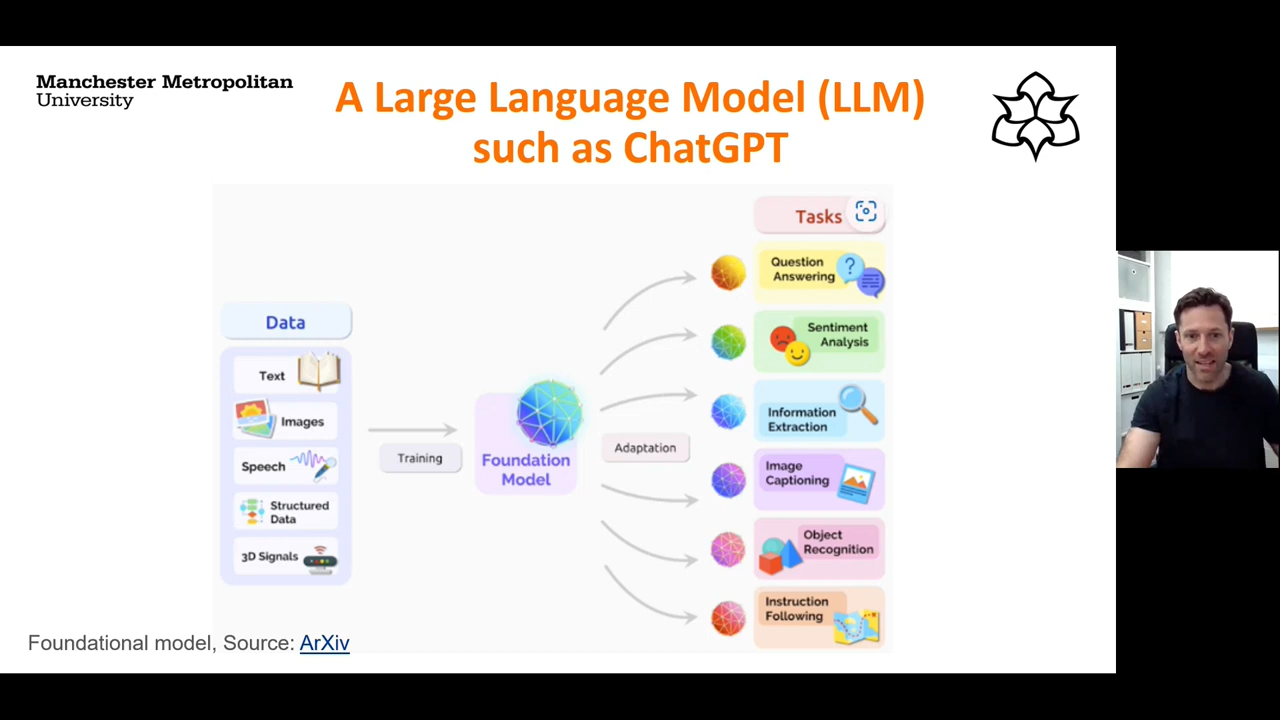 Manchester Metropolitan
University
A Large Language Model (LLM)
such as ChatGPT
Data
Text
Images
Speech
Structured
Data
3D Signals
Training
Foundation
Model
Adaptation
Tasks
Question
Answering
Sentiment
Analysis
Information
Extraction
Image
Captioning
Object
Recognition
Instruction
Following
Foundational model, Source: ArXiv